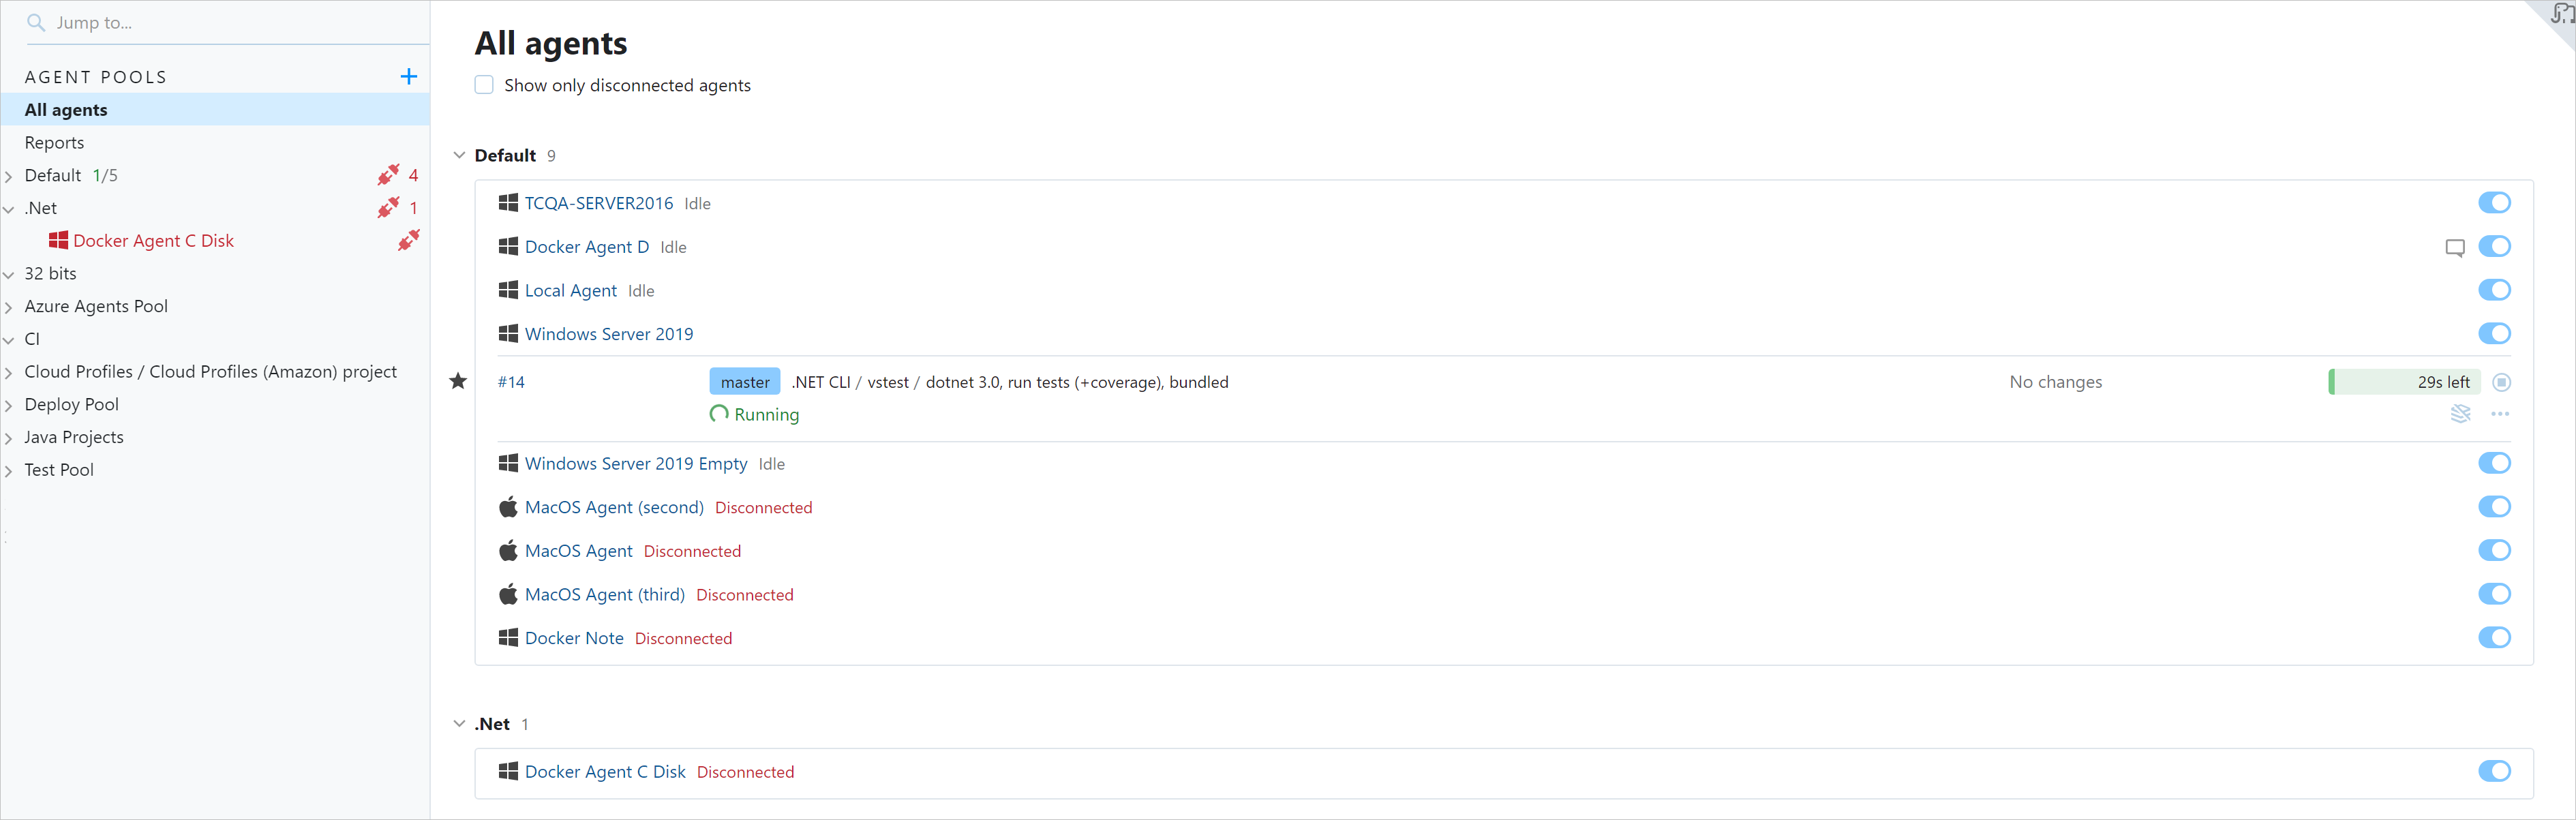 Jump to...
AGENT POOLS
All agents
Reports
Default 1/5 4
.Net 1
Docker Agent C Disk
32 bits
Azure Agents Pool
CI
Cloud Profiles / Cloud Profiles (Amazon) project
Deploy Pool
Java Projects
Test Pool
All agents
Show only disconnected agents
Default 9
TCQA-SERVER2016 Idle
Docker Agent D Idle
Local Agent Idle
Windows Server 2019
#14 master .NET CLI / vstest / dotnet 3.0, run tests (+coverage), bundled No changes 29s left
Running
Windows Server 2019 Empty Idle
MacOS Agent (second) Disconnected
MacOS Agent Disconnected
MacOS Agent (third) Disconnected
Docker Note Disconnected
.Net 1
Docker Agent C Disk Disconnected